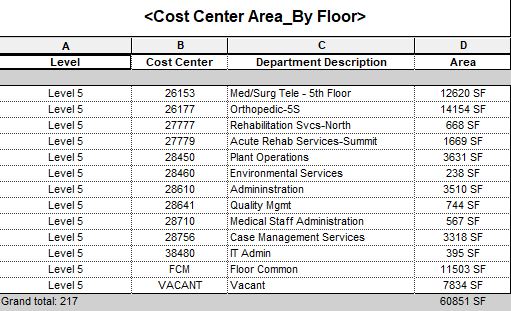 <Cost Center Area_By Floor>
A B C D
Level Cost Center Department Description Area
Level 5 26153 Med/Surg Tele - 5th Floor 12620 SF
Level 5 26177 Orthopedic-5S 14154 SF
Level 5 27777 Rehabilitation Svcs-North 668 SF
Level 5 27779 Acute Rehab Services-Summit 1669 SF
Level 5 28450 Plant Operations 3631 SF
Level 5 28460 Environmental Services 238 SF
Level 5 28610 Admininstration 3510 SF
Level 5 28641 Quality Mgmt 744 SF
Level 5 28710 Medical Staff Administration 567 SF
Level 5 28756 Case Management Services 3318 SF
Level 5 38480 IT Admin 395 SF
Level 5 FCM Floor Common 11503 SF
Level 5 VACANT Vacant 7834 SF
Grand total: 217 60851 SF